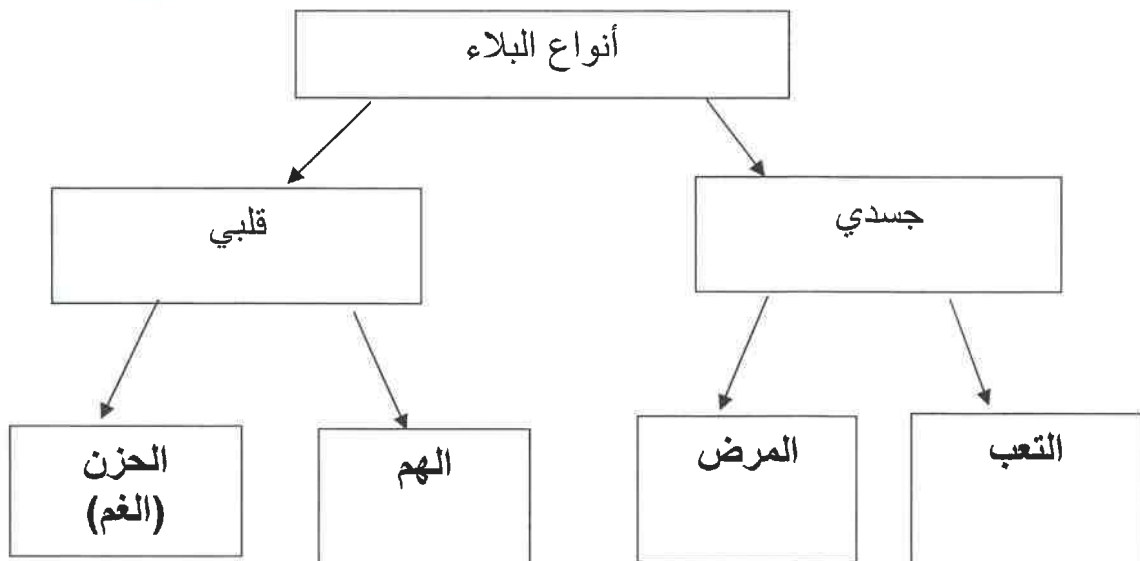 أنواع البلاء
جسدي
قلبي
التعب
المرض
الهم
الحزن
(الغم)